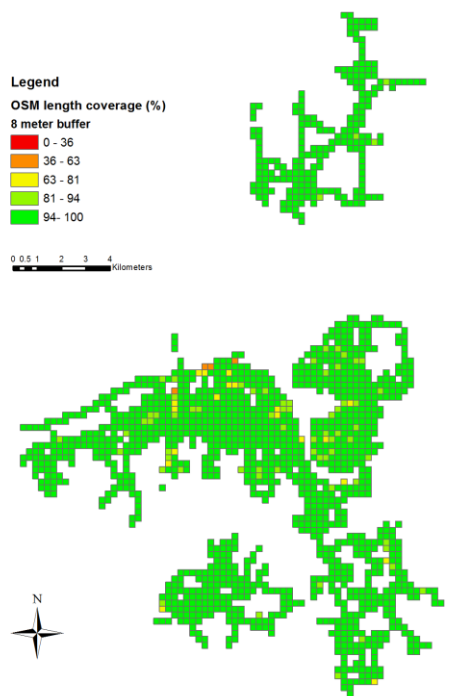 Legend
OSM length coverage (%)
8 meter buffer
0 - 36
36 - 63
63 - 81
81 - 94
94- 100
0 0.5 1 2 3 4
Kilometers
N